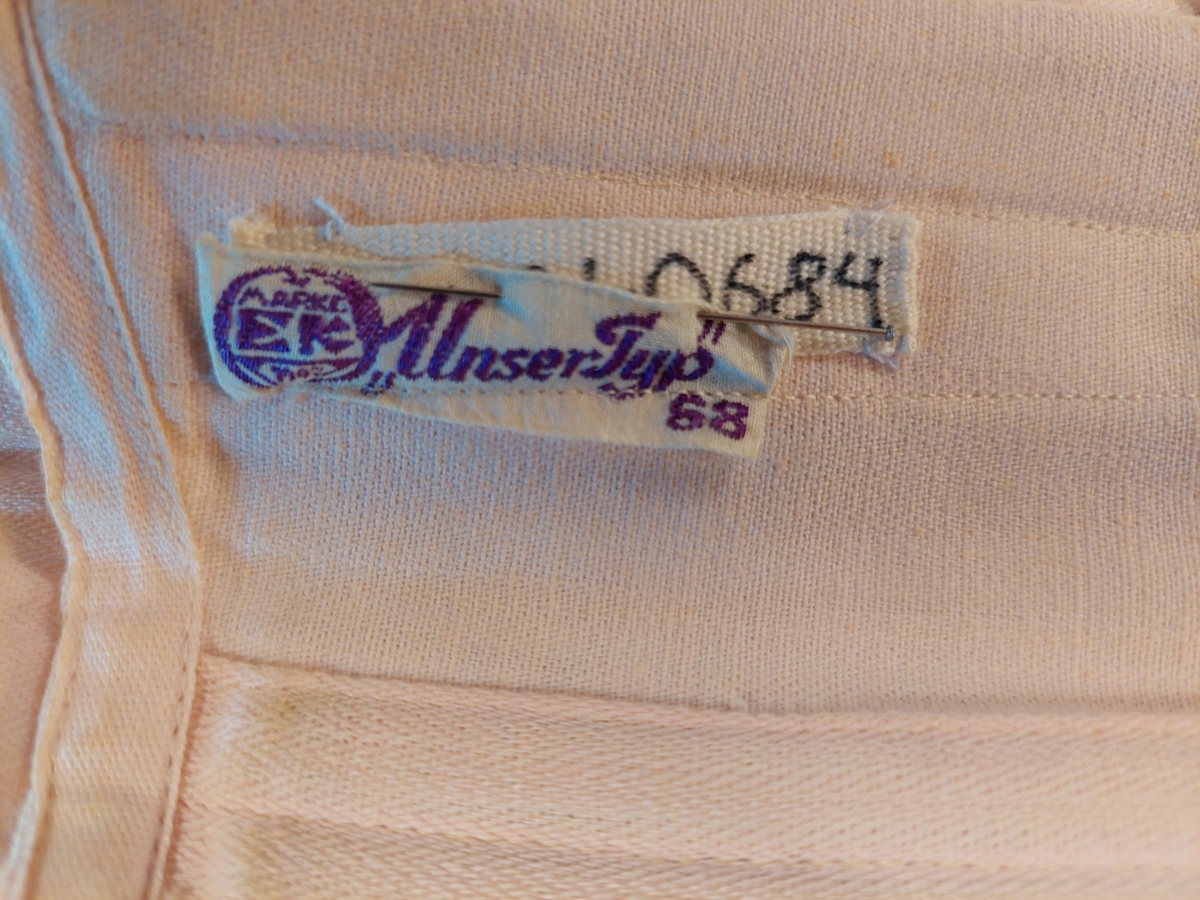 0684
MARKE
EK
„Unser Typ"
68